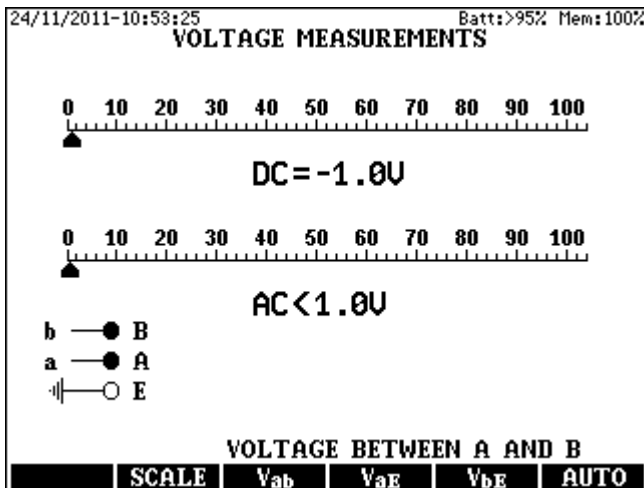 24/11/2011-10:53:25 Batt:>95% Mem:100%
VOLTAGE MEASUREMENTS
0 10 20 30 40 50 60 70 80 90 100
DC=-1.0V
0 10 20 30 40 50 60 70 80 90 100
AC<1.0V
b B
a A
E
VOLTAGE BETWEEN A AND B
SCALE Vab VaE VbE AUTO